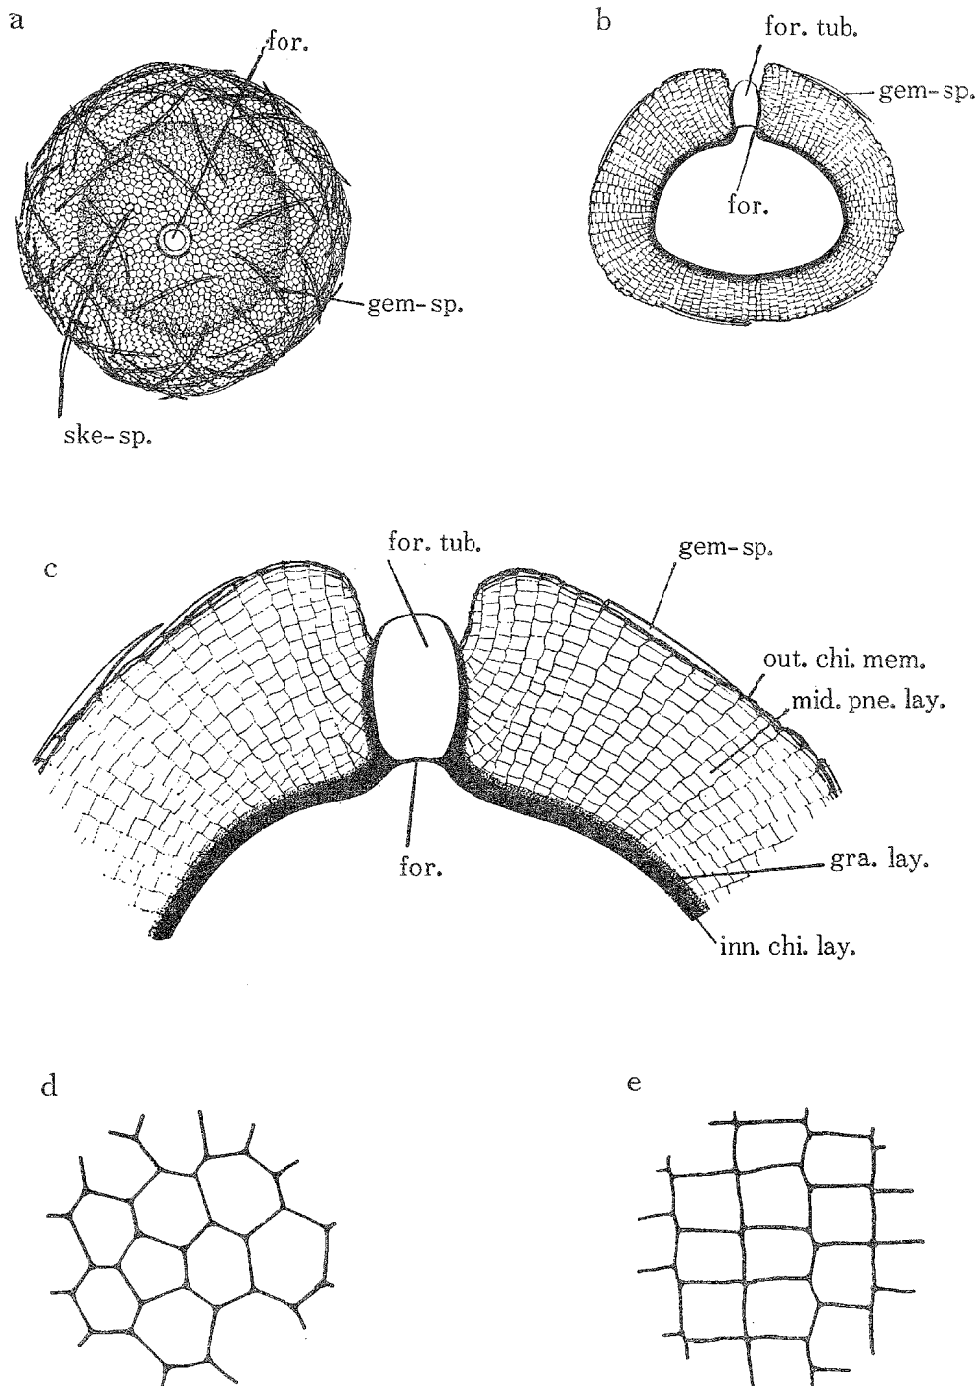 a
for.
gem-sp.
ske-sp.
b
for. tub.
gem-sp.
for.
c
for. tub.
gem-sp.
out. chi. mem.
mid. pne. lay.
gra. lay.
for.
inn. chi. lay.
d
e